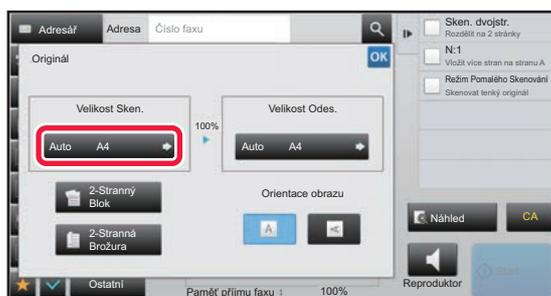 Adresář
Adresa
Číslo faxu
Originál
OK
Velikost Sken.
100%
Velikost Odes.
Auto A4
Auto A4
2-Stranný
Blok
2-Stranná
Brožura
Orientace obrazu
A
A
Ostatní
Paměť příjmu faxu : 100%
Sken. dvojstr.
Rozdělit na 2 stránky
N:1
Vložit více stran na stranu A
Režim Pomalého Skenování
Skenovat tenký originál
Náhled
CA
Reproduktor
Start